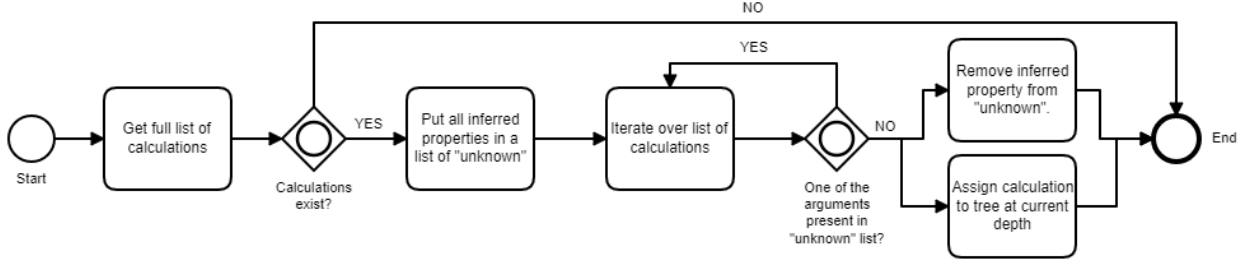 NO
YES
Start
Get full list of
calculations
Calculations
exist?
YES
Put all inferred
properties in a
list of "unknown"
Iterate over list of
calculations
One of the
arguments
present in
"unknown" list?
NO
Remove inferred
property from
"unknown".
Assign calculation
to tree at current
depth
End